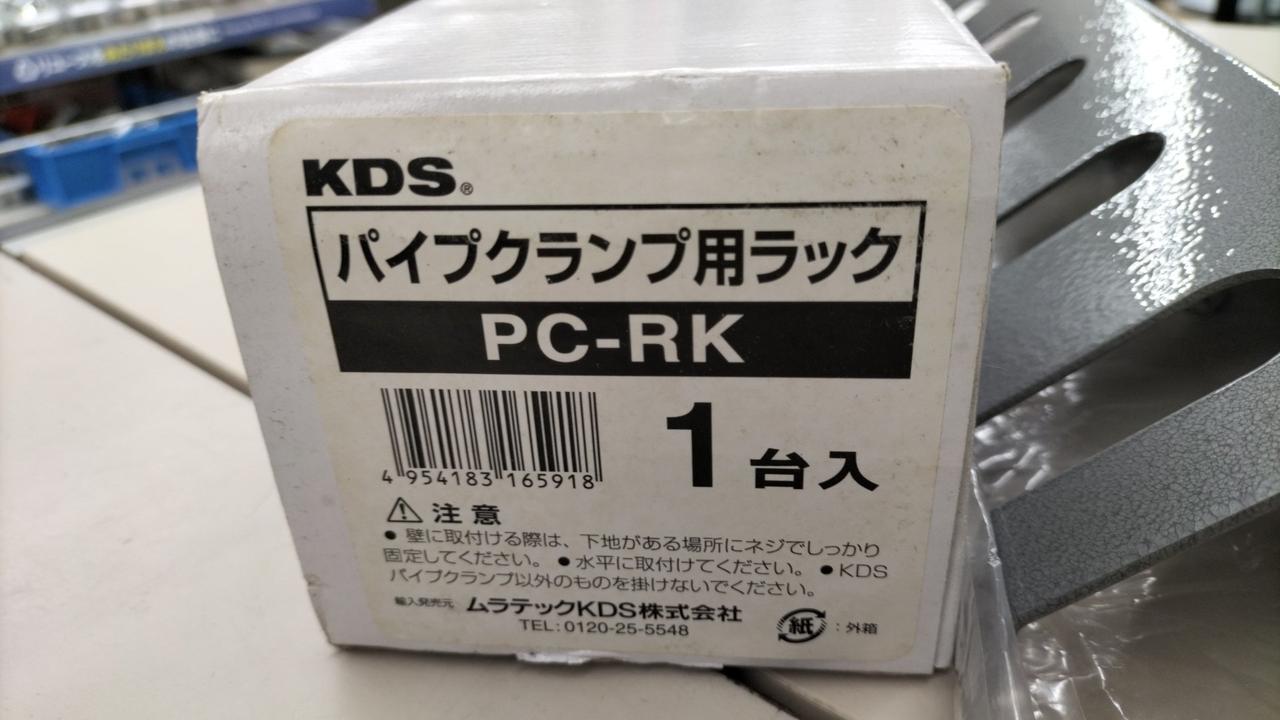 KDS®
パイプクランプ用ラック
PC-RK
1台入
4 954183 165918
注意
● 壁に取付ける際は、下地がある場所にネジでしっかり
固定してください。 ● 水平に取付けてください。 ● KDS
パイプクランプ以外のものを掛けないでください。
輸入発売元 ムラテックKDS株式会社
TEL:0120-25-5548
紙 : 外箱